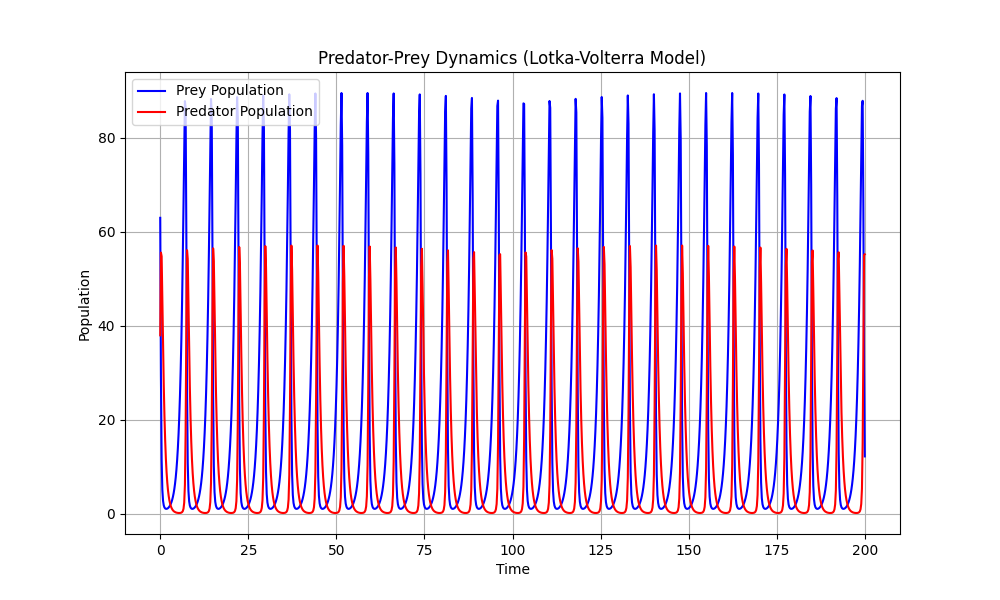 Predator-Prey Dynamics (Lotka-Volterra Model)
Prey Population
Predator Population
80
60
40
20
0
Population
0 25 50 75 100 125 150 175 200
Time